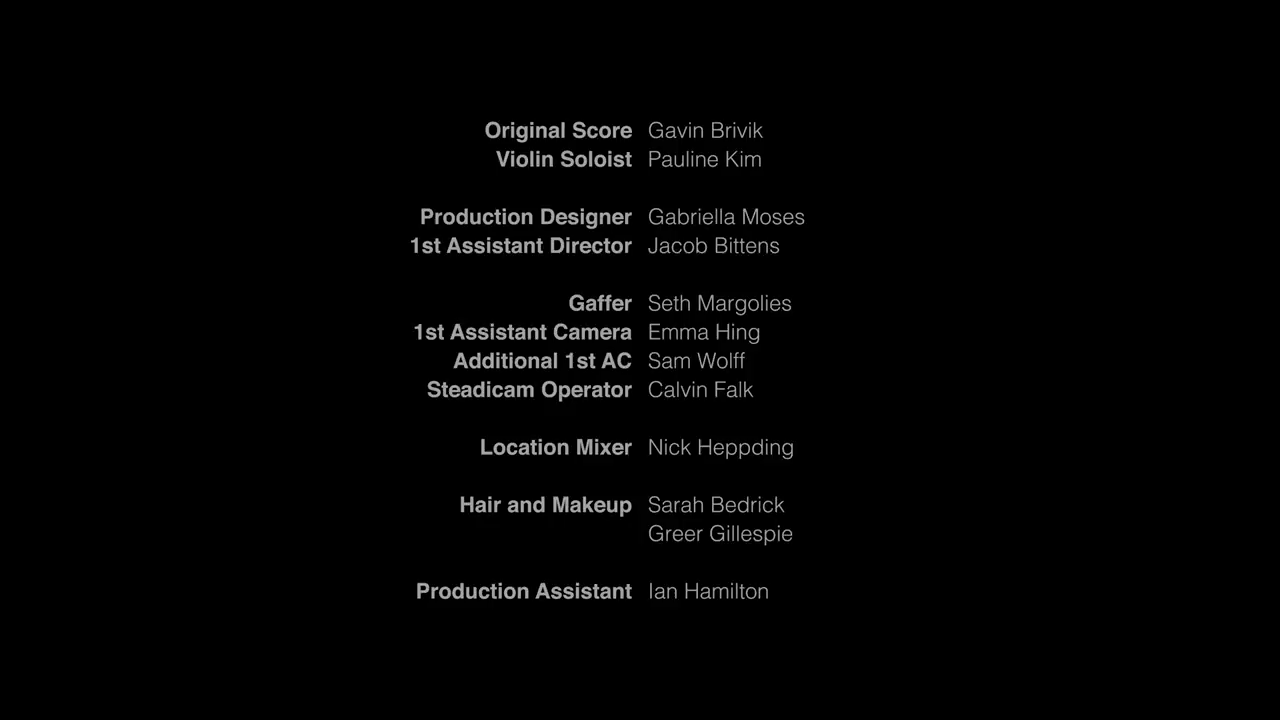 Original Score Gavin Brivik
Violin Soloist Pauline Kim
Production Designer Gabriella Moses
1st Assistant Director Jacob Bittens
Gaffer Seth Margolies
1st Assistant Camera Emma Hing
Additional 1st AC Sam Wolff
Steadicam Operator Calvin Falk
Location Mixer Nick Heppding
Hair and Makeup Sarah Bedrick
Greer Gillespie
Production Assistant Ian Hamilton